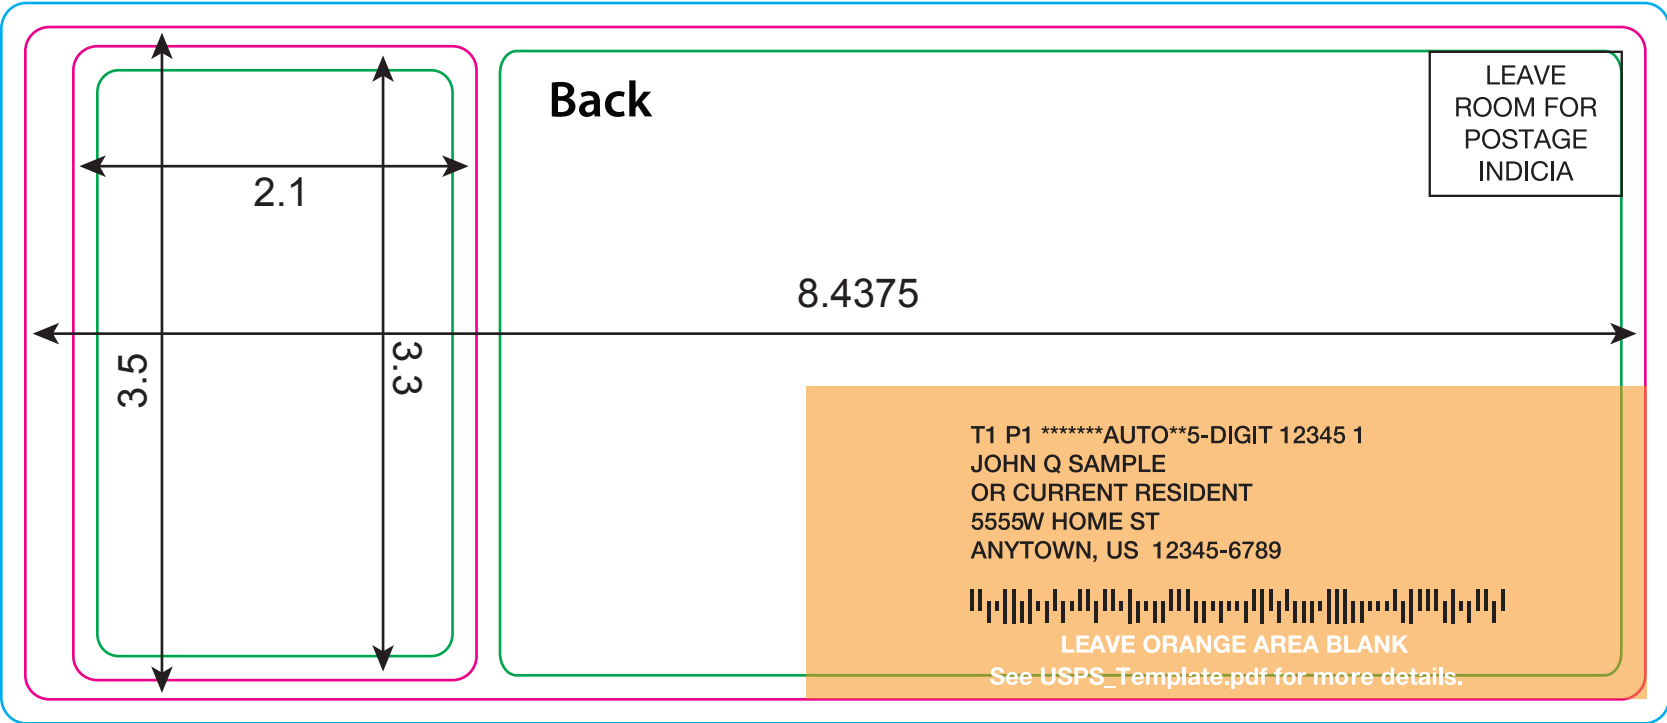 Back
LEAVE
ROOM FOR
POSTAGE
INDICIA
2.1
8.4375
3.5
3.3
T1 P1 *******AUTO**5-DIGIT 12345 1
JOHN Q SAMPLE
OR CURRENT RESIDENT
5555W HOME ST
ANYTOWN, US 12345-6789
LEAVE ORANGE AREA BLANK
See USPS_Template.pdf for more details.